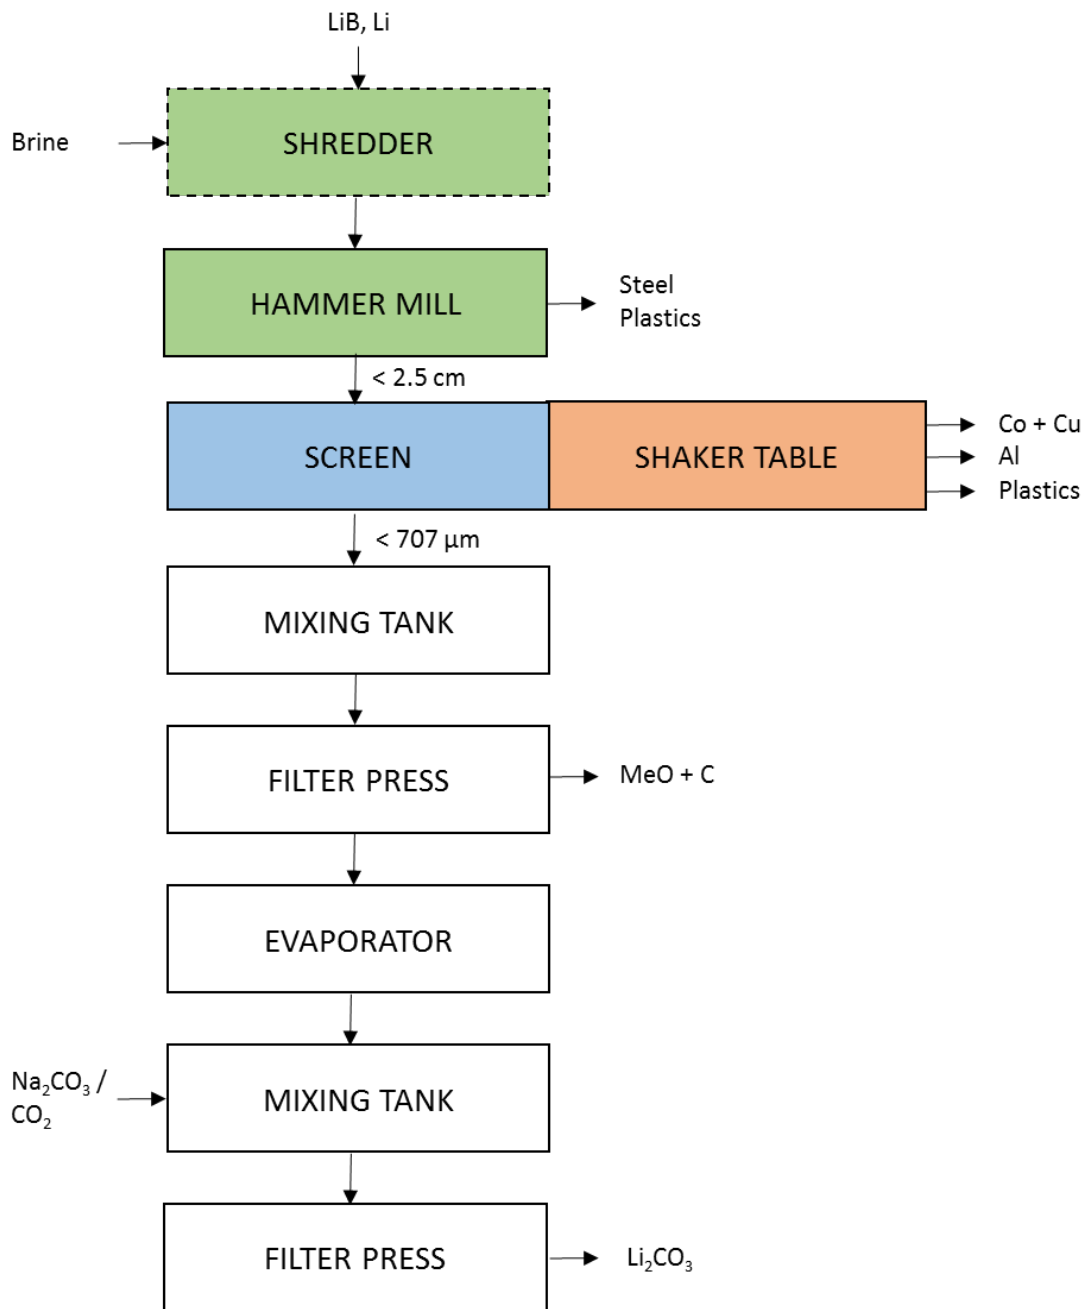 LiB, Li
Brine
SHREDDER
HAMMER MILL
Steel
Plastics
< 2.5 cm
SCREEN
SHAKER TABLE
Co + Cu
Al
Plastics
< 707 µm
MIXING TANK
FILTER PRESS
MeO + C
EVAPORATOR
Na₂CO₃ /
CO₂
MIXING TANK
FILTER PRESS
Li₂CO₃